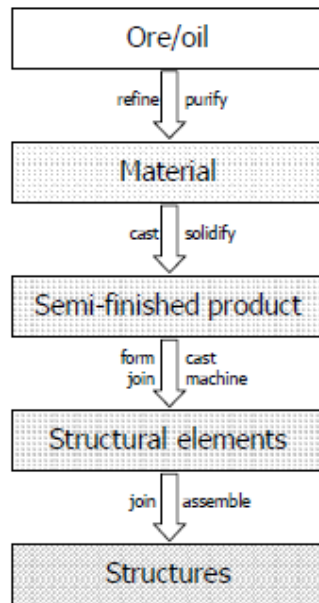 Ore/oil
refine purify
Material
cast solidify
Semi-finished product
form cast
join machine
Structural elements
join assemble
Structures